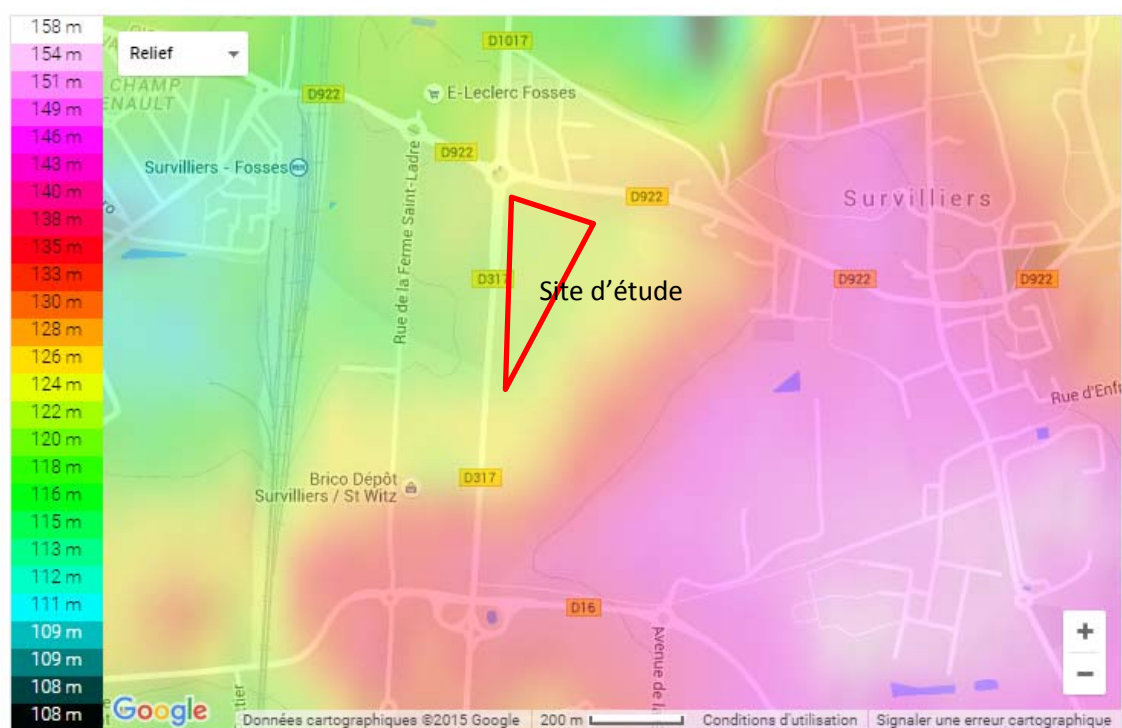 158 m
154 m
151 m
149 m
146 m
143 m
140 m
138 m
135 m
133 m
130 m
128 m
126 m
124 m
122 m
120 m
118 m
116 m
115 m
113 m
112 m
111 m
109 m
109 m
108 m
108 m
Relief
CHAMP
D1017
D922
E-Leclerc Fosses
D922
Survilliers - Fosses
D922
Survilliers
Rue de la Ferme Saint-Ladre
D317
Site d'étude
D922
D922
Rue d'Enfr
Brico Dépôt
Survilliers / St Witz
D317
D16
Avenue de la
+
−
Google
Données cartographiques ©2015 Google
200 m
Conditions d'utilisation
Signaler une erreur cartographique